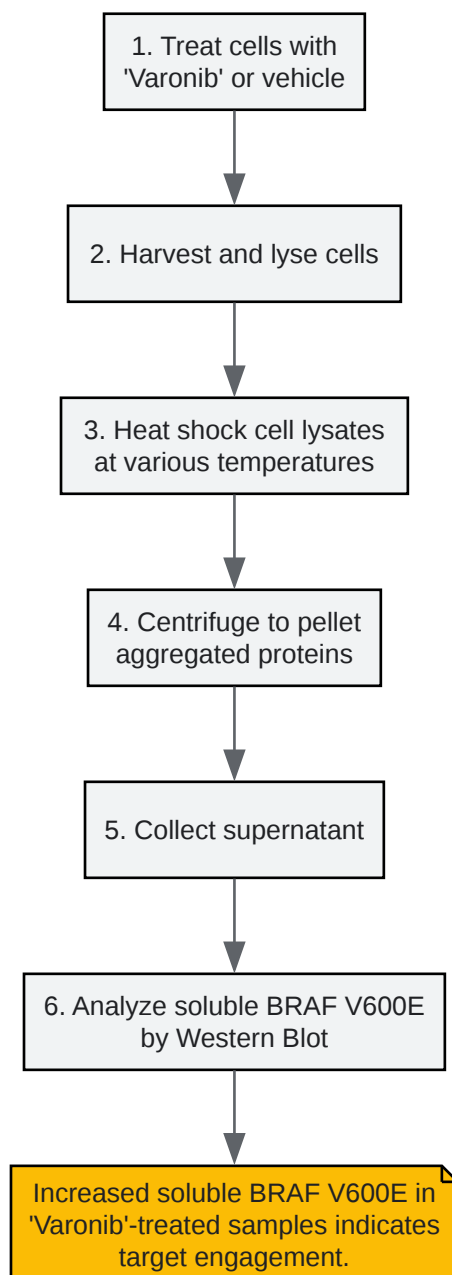 1. Treat cells with
'Varonib' or vehicle
2. Harvest and lyse cells
3. Heat shock cell lysates
at various temperatures
4. Centrifuge to pellet
aggregated proteins
5. Collect supernatant
6. Analyze soluble BRAF V600E
by Western Blot
Increased soluble BRAF V600E in
'Varonib'-treated samples indicates
target engagement.